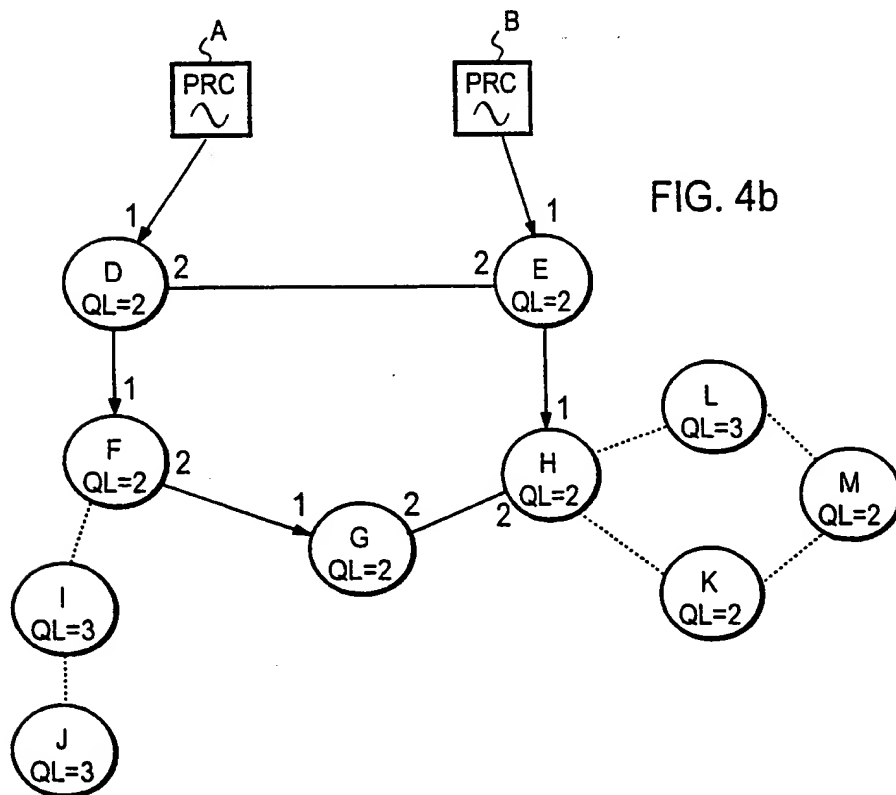 A
B
PRC
PRC
FIG. 4b
1
1
D
QL=2
2
2
E
QL=2
1
1
F
QL=2
2
1
G
QL=2
2
2
H
QL=2
L
QL=3
M
QL=2
K
QL=2
I
QL=3
J
QL=3